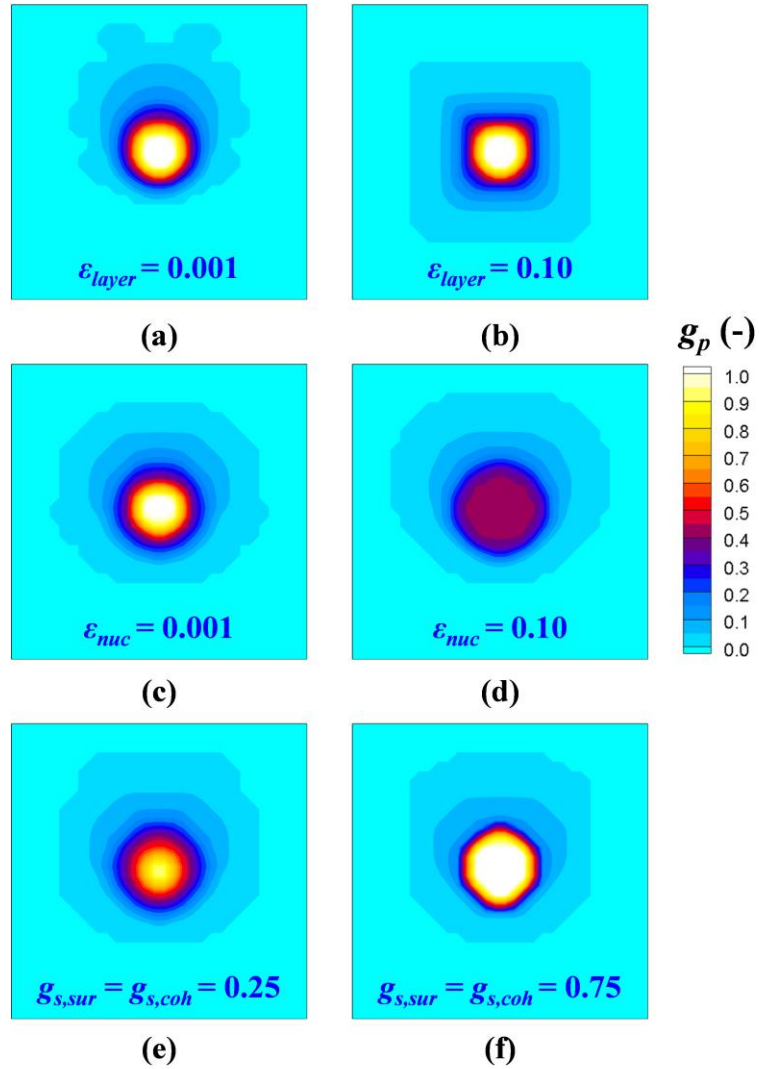 ε_layer = 0.001
ε_layer = 0.10
(a)
(b)
g_p (-)
1.0
0.9
0.8
0.7
0.6
0.5
0.4
0.3
0.2
0.1
0.0
ε_nuc = 0.001
ε_nuc = 0.10
(c)
(d)
g_s,sur = g_s,coh = 0.25
g_s,sur = g_s,coh = 0.75
(e)
(f)